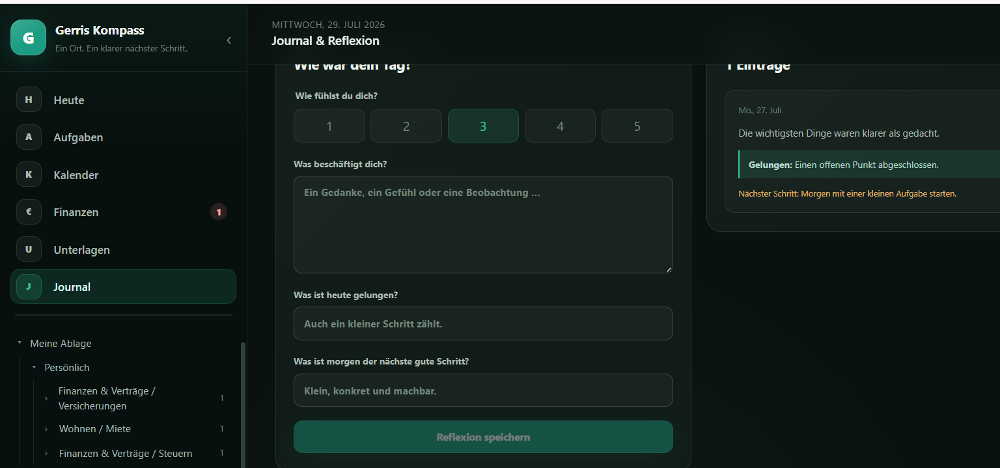 G
Gerris Kompass
Ein Ort. Ein klarer nächster Schritt.
‹
H
Heute
A
Aufgaben
K
Kalender
€
Finanzen
1
U
Unterlagen
J
Journal
Meine Ablage
Persönlich
Finanzen & Verträge /
Versicherungen
1
Wohnen / Miete
1
Finanzen & Verträge / Steuern
1
MITTWOCH, 29. JULI 2026
Journal & Reflexion
Wie war dein Tag?
Wie fühlst du dich?
1
2
3
4
5
Was beschäftigt dich?
Ein Gedanke, ein Gefühl oder eine Beobachtung ...
Was ist heute gelungen?
Auch ein kleiner Schritt zählt.
Was ist morgen der nächste gute Schritt?
Klein, konkret und machbar.
Reflexion speichern
1 Einträge
Mo., 27. Juli
Die wichtigsten Dinge waren klarer als gedacht.
Gelungen: Einen offenen Punkt abgeschlossen.
Nächster Schritt: Morgen mit einer kleinen Aufgabe starten.